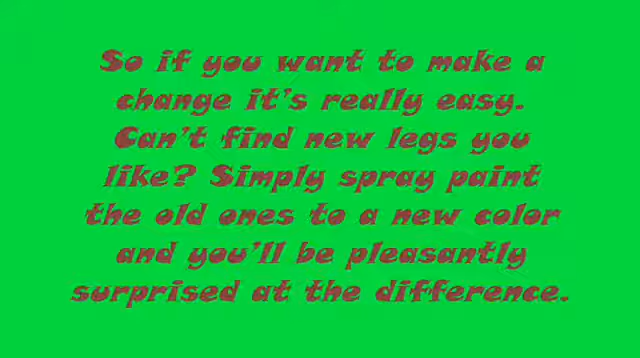 So if you want to make a
change it's really easy.
Can't find new legs you
like? Simply spray paint
the old ones to a new color
and you'll be pleasantly
surprised at the difference.